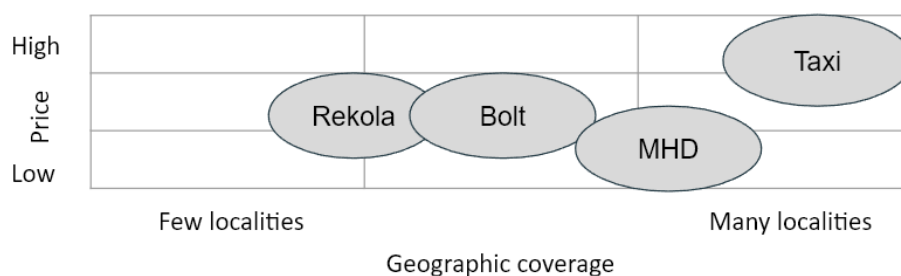 High
Taxi
Price
Rekola
Bolt
MHD
Low
Few localities
Many localities
Geographic coverage